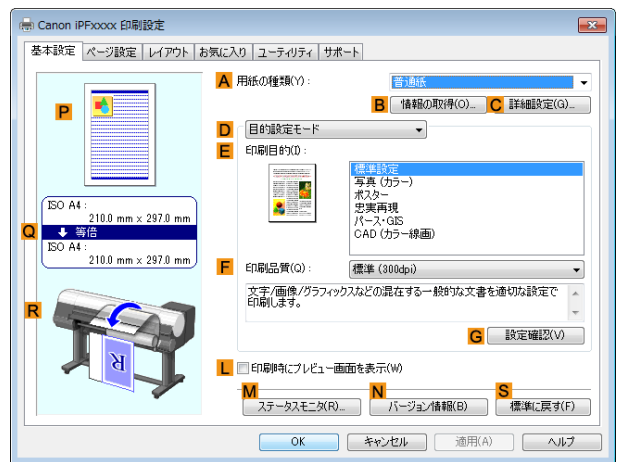 Canon iPFxxxx 印刷設定
基本設定 ページ設定 レイアウト お気に入り ユーティリティ サポート
A 用紙の種類(Y): 普通紙
B 情報の取得(O)... C 詳細設定(G)...
P
D 目的設定モード
E 印刷目的(I):
標準設定
写真 (カラー)
ポスター
忠実再現
パース・GIS
CAD (カラー線画)
ISO A4 :
210.0 mm × 297.0 mm
Q 等倍
ISO A4 :
210.0 mm × 297.0 mm
F 印刷品質(Q): 標準 (300dpi)
文字/画像/グラフィックスなどの混在する一般的な文書を適切な設定で
印刷します。
R
R
G 設定確認(V)
L 印刷時にプレビュー画面を表示(W)
M ステータスモニタ(R)... N バージョン情報(B) S 標準に戻す(F)
OK キャンセル 適用(A) ヘルプ